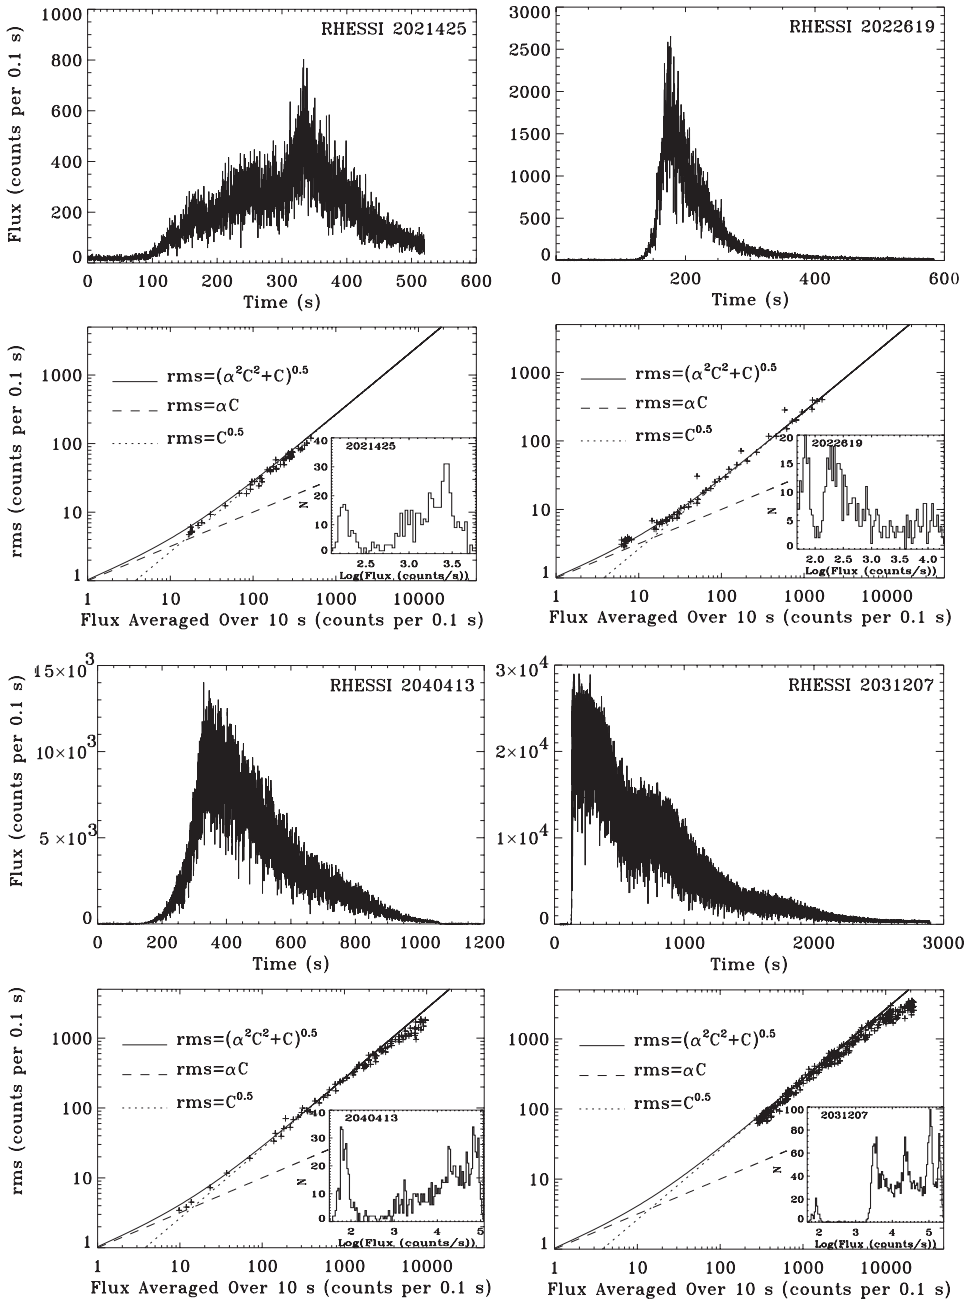 RHESSI 2021425
1000
800
600
400
200
0
Flux (counts per 0.1 s)
0 100 200 300 400 500 600
Time (s)
RHESSI 2022619
3000
2500
2000
1500
1000
500
0
0 200 400 600
Time (s)
rms (counts per 0.1 s)
1000
100
10
1
rms=(α²C²+C)^0.5
rms=αC
rms=C^0.5
2021425
40
30
20
10
0
N
2.5 3.0 3.5
Log(Flux (counts/s))
1 10 100 1000 10000
Flux Averaged Over 10 s (counts per 0.1 s)
1000
100
10
1
rms=(α²C²+C)^0.5
rms=αC
rms=C^0.5
2022619
20
15
10
5
0
N
2.0 2.5 3.0 3.5 4.0
Log(Flux (counts/s))
1 10 100 1000 10000
Flux Averaged Over 10 s (counts per 0.1 s)
RHESSI 2040413
15×10³
10×10³
5×10³
0
Flux (counts per 0.1 s)
0 200 400 600 800 1000 1200
Time (s)
RHESSI 2031207
3×10⁴
2×10⁴
1×10⁴
0
0 1000 2000 3000
Time (s)
rms (counts per 0.1 s)
1000
100
10
1
rms=(α²C²+C)^0.5
rms=αC
rms=C^0.5
2040413
40
30
20
10
0
N
2 3 4 5
Log(Flux (counts/s))
1 10 100 1000 10000
Flux Averaged Over 10 s (counts per 0.1 s)
1000
100
10
1
rms=(α²C²+C)^0.5
rms=αC
rms=C^0.5
2031207
100
80
60
40
20
0
N
2 3 4 5
Log(Flux (counts/s))
1 10 100 1000 10000
Flux Averaged Over 10 s (counts per 0.1 s)